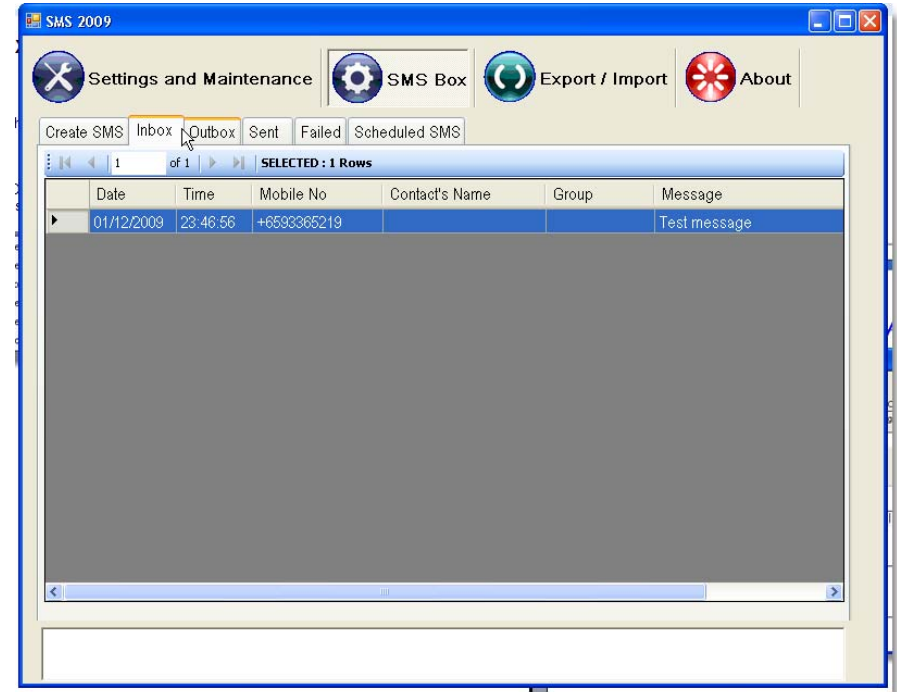 SMS 2009
Settings and Maintenance SMS Box Export / Import About
Create SMS Inbox Outbox Sent Failed Scheduled SMS
1 of 1 SELECTED : 1 Rows
Date Time Mobile No Contact's Name Group Message
01/12/2009 23:46:56 +6593365219 Test message